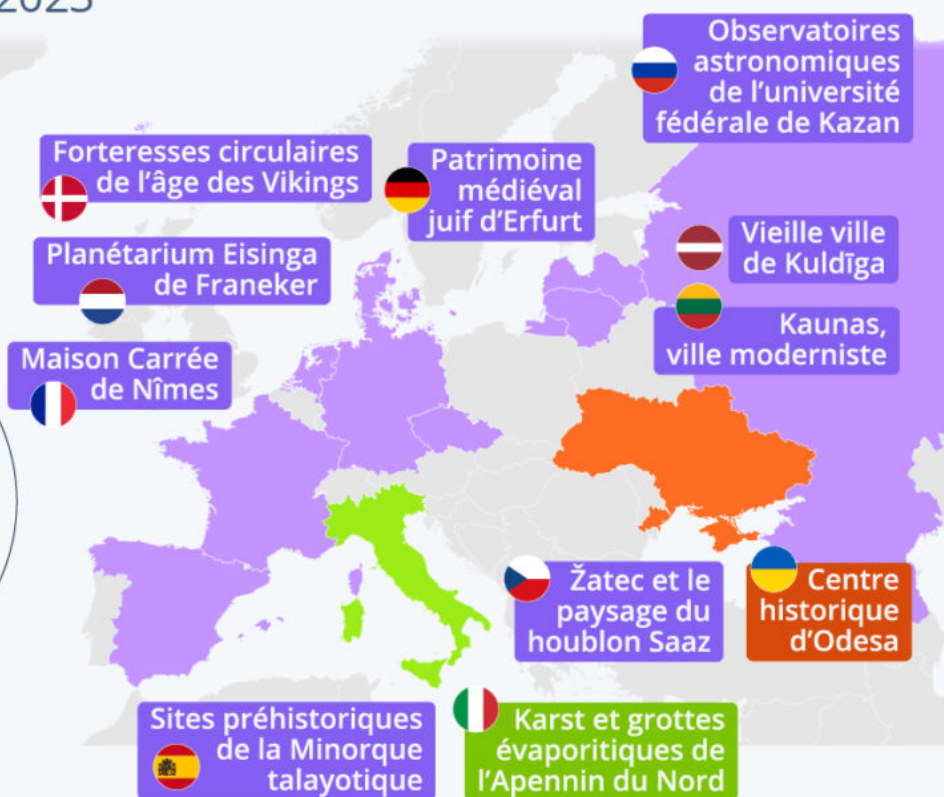 2023
Observatoires
astronomiques
de l'université
fédérale de Kazan
Forteresses circulaires
de l'âge des Vikings
Patrimoine
médiéval
juif d'Erfurt
Planétarium Eisinga
de Franeker
Vieille ville
de Kuldīga
Kaunas,
ville moderniste
Maison Carrée
de Nîmes
Žatec et le
paysage du
houblon Saaz
Centre
historique
d'Odesa
Sites préhistoriques
de la Minorque
talayotique
Karst et grottes
évaporitiques de
l'Apennin du Nord